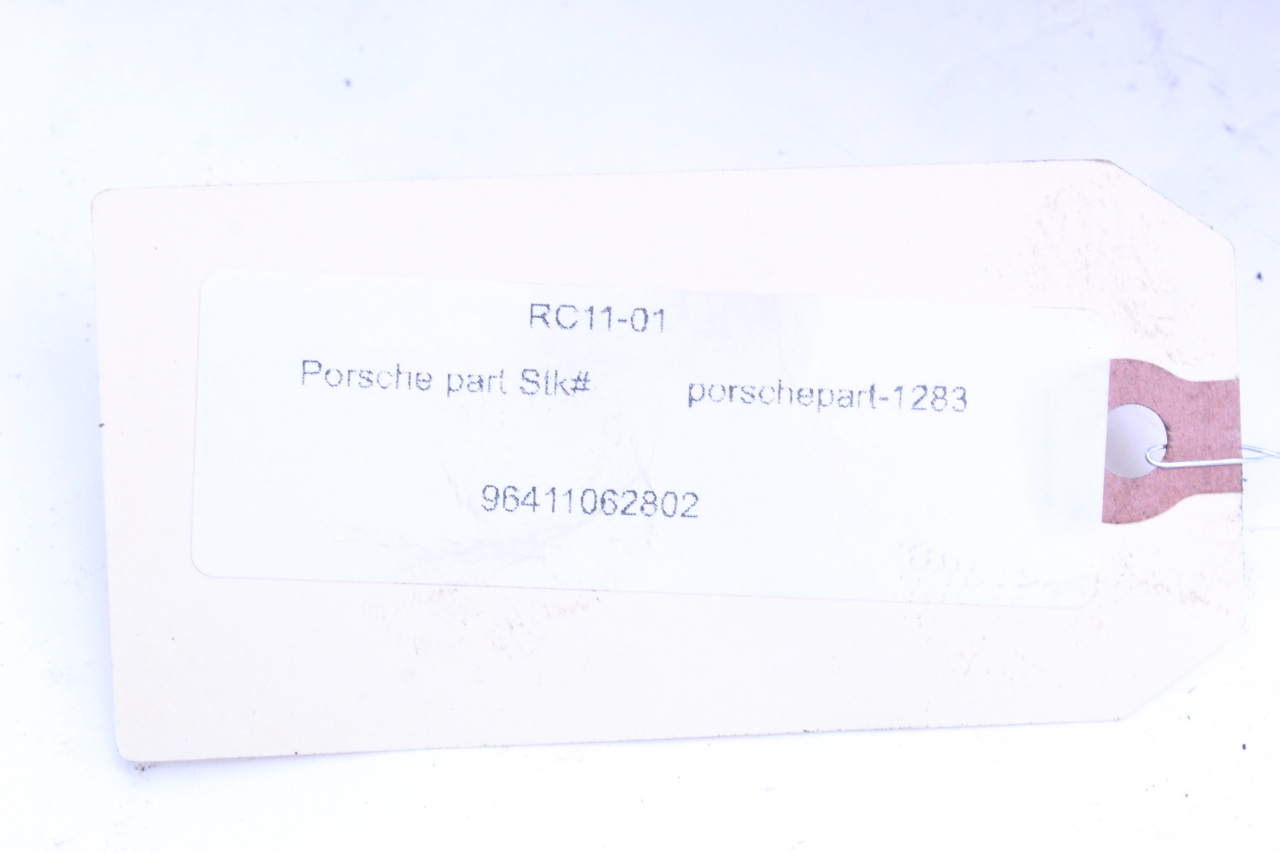 RC11-01
Porsche part Stk# porschepart-1283
96411062802